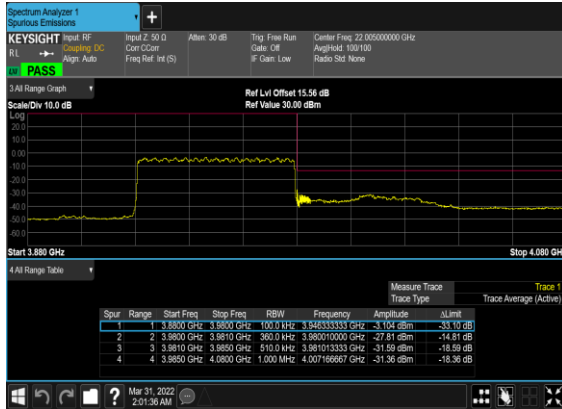 Spectrum Analyzer 1
Spurious Emissions
KEYSIGHT Input: RF Input Z: 50 Ω Atten: 30 dB Trig: Free Run Center Freq: 22.005000000 GHz
RL Coupling: DC Corr CCorr Gate: Off Avg|Hold: 100/100
Align: Auto Freq Ref: Int (S) IF Gain: Low Radio Std: None
PASS
3 All Range Graph Ref Lvl Offset 15.56 dB
Scale/Div 10.0 dB Ref Value 30.00 dBm
Log
20.0
10.0
0.00
-10.0
-20.0
-30.0
-40.0
-50.0
-60.0
Start 3.880 GHz Stop 4.080 GH
4 All Range Table
Measure Trace Trace 1
Trace Type Trace Average (Active)
Spur Range Start Freq Stop Freq RBW Frequency Amplitude ΔLimit
1 1 3.8800 GHz 3.9800 GHz 100.0 kHz 3.946333333 GHz -3.104 dBm -33.10 dB
2 2 3.9800 GHz 3.9810 GHz 360.0 kHz 3.980010000 GHz -27.81 dBm -14.81 dB
3 3 3.9810 GHz 3.9850 GHz 510.0 kHz 3.981013333 GHz -31.59 dBm -18.59 dB
4 4 3.9850 GHz 4.0800 GHz 1.000 MHz 4.007166667 GHz -31.36 dBm -18.36 dB
Mar 31, 2022
2:01:36 AM